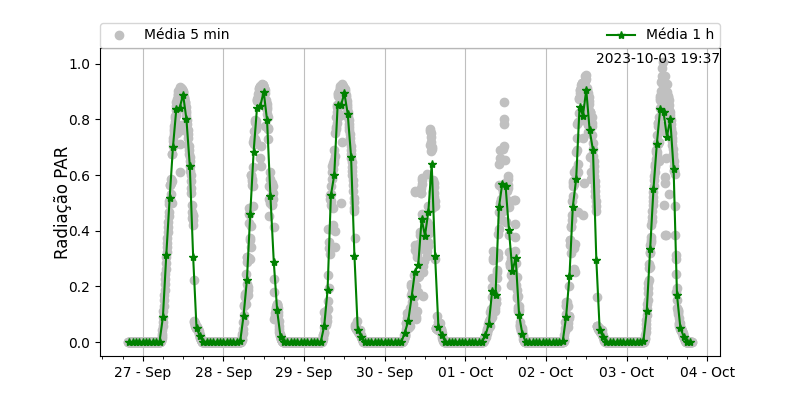 Média 5 min
Média 1 h
2023-10-03 19:37
Radiação PAR
1.0
0.8
0.6
0.4
0.2
0.0
27 - Sep 28 - Sep 29 - Sep 30 - Sep 01 - Oct 02 - Oct 03 - Oct 04 - Oct